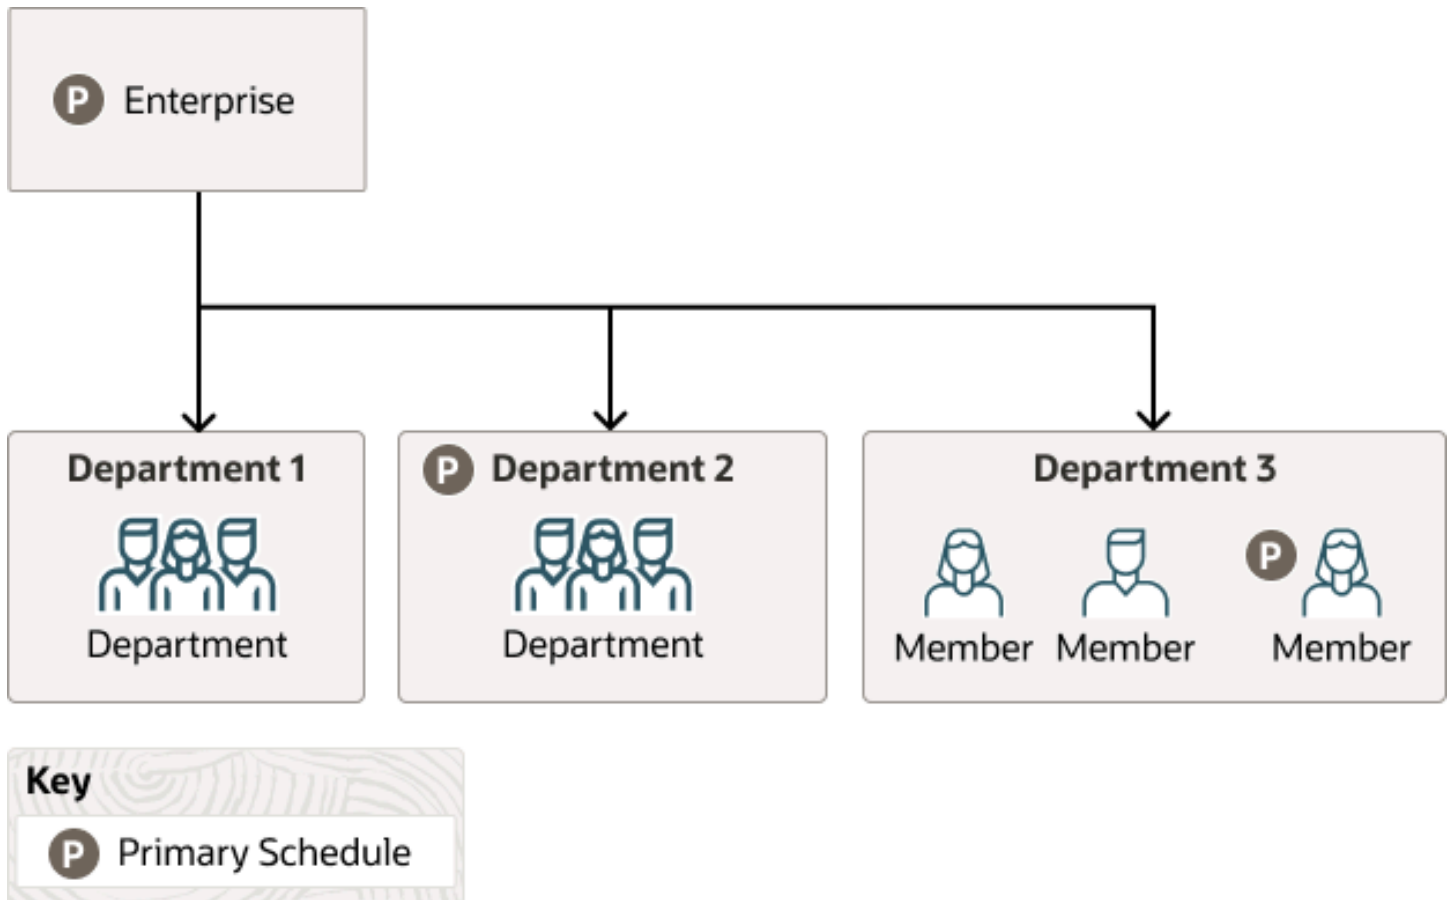 P Enterprise
Department 1
Department
P Department 2
Department
Department 3
P
Member Member Member
Key
P Primary Schedule